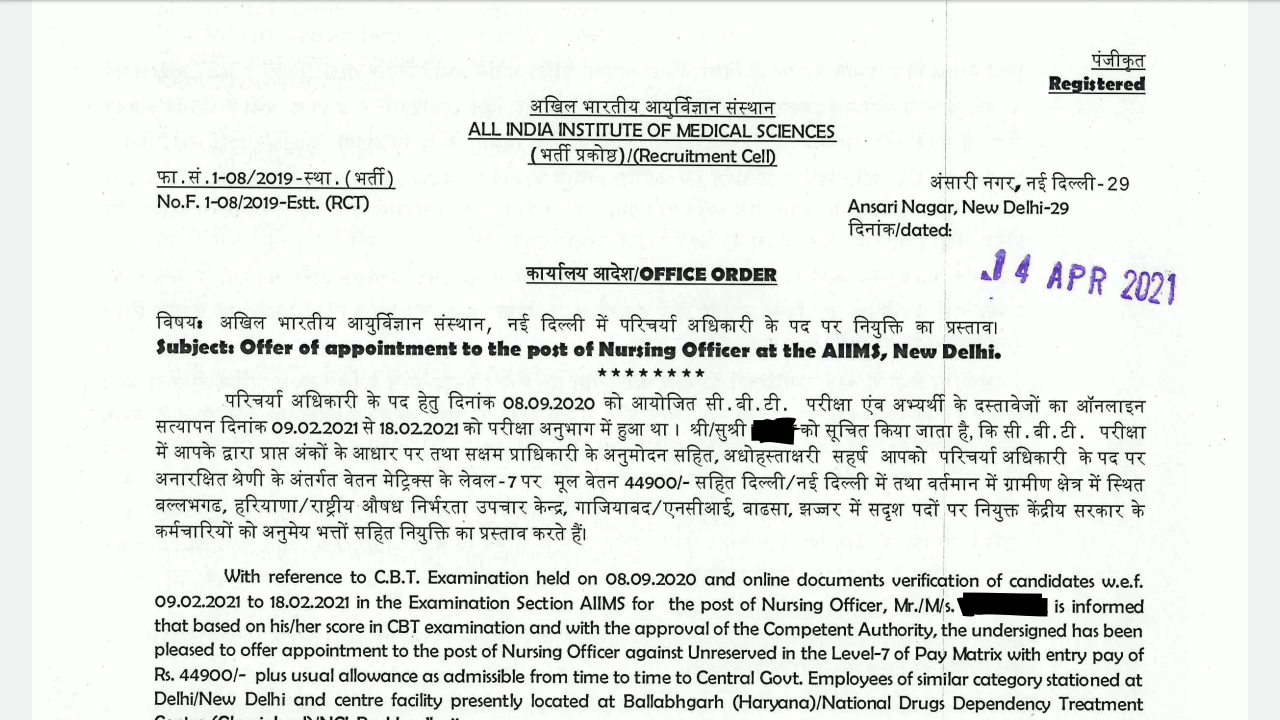 पंजीकृत
Registered
अखिल भारतीय आयुर्विज्ञान संस्थान
ALL INDIA INSTITUTE OF MEDICAL SCIENCES
(भर्ती प्रकोष्ठ)/(Recruitment Cell)
फा.सं.1-08/2019-स्था.(भर्ती)
अंसारी नगर, नई दिल्ली-29
No.F. 1-08/2019-Estt. (RCT)
Ansari Nagar, New Delhi-29
दिनांक/dated:
14 APR 2021
कार्यालय आदेश/OFFICE ORDER
विषय: अखिल भारतीय आयुर्विज्ञान संस्थान, नई दिल्ली में परिचर्या अधिकारी के पद पर नियुक्ति का प्रस्ताव।
Subject: Offer of appointment to the post of Nursing Officer at the AIIMS, New Delhi.
********
परिचर्या अधिकारी के पद हेतु दिनांक 08.09.2020 को आयोजित सी.बी.टी. परीक्षा एंव अभ्यर्थी के दस्तावेजों का ऑनलाइन
सत्यापन दिनांक 09.02.2021 से 18.02.2021 को परीक्षा अनुभाग में हुआ था। श्री/सुश्री को सूचित किया जाता है, कि सी.बी.टी. परीक्षा
में आपके द्वारा प्राप्त अंकों के आधार पर तथा सक्षम प्राधिकारी के अनुमोदन सहित, अधोहस्ताक्षरी सहर्ष आपको परिचर्या अधिकारी के पद पर
अनारक्षित श्रेणी के अंतर्गत वेतन मेट्रिक्स के लेवल-7 पर मूल वेतन 44900/- सहित दिल्ली/नई दिल्ली में तथा वर्तमान में ग्रामीण क्षेत्र में स्थित
बल्लभगढ, हरियाणा/राष्ट्रीय औषध निर्भरता उपचार केन्द्र, गाजियाबद/एनसीआई, बाढसा, झज्जर में सदृश पदों पर नियुक्त केंद्रीय सरकार के
कर्मचारियों को अनुमेय भत्तों सहित नियुक्ति का प्रस्ताव करते हैं।
With reference to C.B.T. Examination held on 08.09.2020 and online documents verification of candidates w.e.f.
09.02.2021 to 18.02.2021 in the Examination Section AIIMS for the post of Nursing Officer, Mr./M/s. is informed
that based on his/her score in CBT examination and with the approval of the Competent Authority, the undersigned has been
pleased to offer appointment to the post of Nursing Officer against Unreserved in the Level-7 of Pay Matrix with entry pay of
Rs. 44900/- plus usual allowance as admissible from time to time to Central Govt. Employees of similar category stationed at
Delhi/New Delhi and centre facility presently located at Ballabhgarh (Haryana)/National Drugs Dependency Treatment